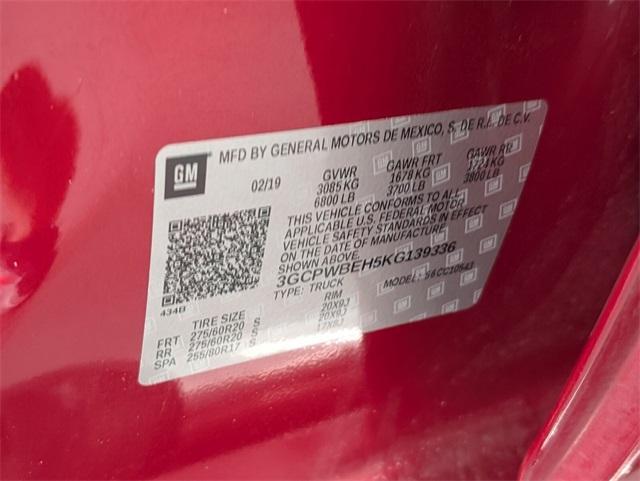 GM
MFD BY GENERAL MOTORS DE MEXICO, S. DE R.L. DE C.V.
02/19 GVWR GAWR FRT GAWR RR
3085 KG 1678 KG 1724 KG
6800 LB 3700 LB 3800 LB
THIS VEHICLE CONFORMS TO ALL
APPLICABLE U.S. FEDERAL MOTOR
VEHICLE SAFETY STANDARDS IN EFFECT
ON THE DATE OF MANUFACTURE
SHOWN ABOVE.
3GCPWBEH5KG139336
TYPE: TRUCK MODEL: S6CC10543
434B
TIRE SIZE RIM
FRT 275/60R20 S 20X9J
RR 275/60R20 S 20X9J
SPA 255/80R17 S 17X8J